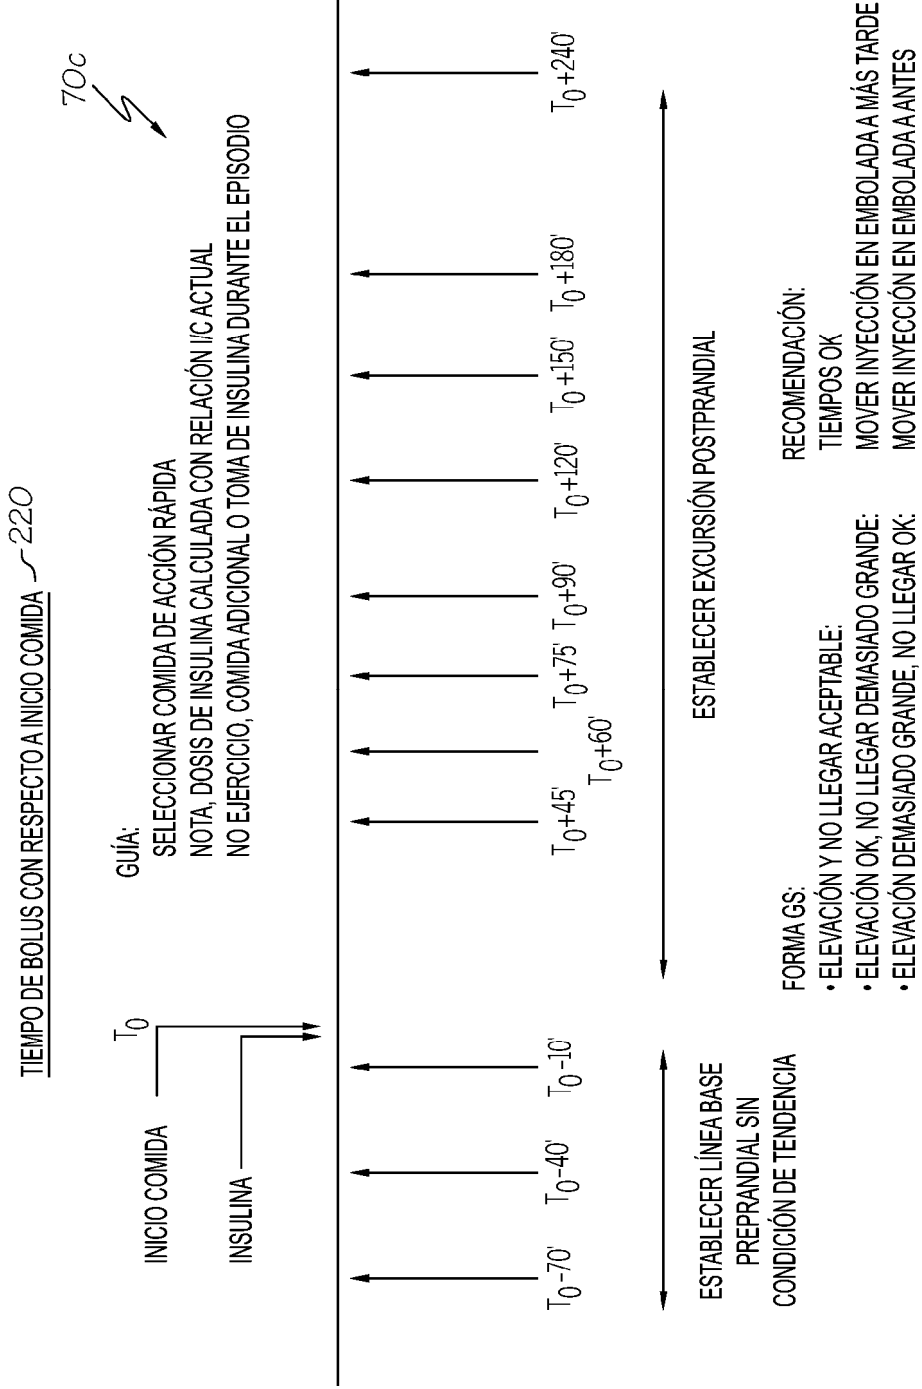 TIEMPO DE BOLUS CON RESPECTO A INICIO COMIDA 220
70c
GUÍA:
SELECCIONAR COMIDA DE ACCIÓN RÁPIDA
NOTA, DOSIS DE INSULINA CALCULADA CON RELACIÓN I/C ACTUAL
NO EJERCICIO, COMIDA ADICIONAL O TOMA DE INSULINA DURANTE EL EPISODIO
INICIO COMIDA
T0
INSULINA
T0-70'
T0-40'
T0-10'
T0+45'
T0+60'
T0+75'
T0+90'
T0+120'
T0+150'
T0+180'
T0+240'
ESTABLECER LÍNEA BASE
PREPRANDIAL SIN
CONDICIÓN DE TENDENCIA
ESTABLECER EXCURSIÓN POSTPRANDIAL
FORMA GS: RECOMENDACIÓN:
• ELEVACIÓN Y NO LLEGAR ACEPTABLE: TIEMPOS OK
• ELEVACIÓN OK, NO LLEGAR DEMASIADO GRANDE: MOVER INYECCIÓN EN EMBOLADA A MÁS TARDE
• ELEVACIÓN DEMASIADO GRANDE, NO LLEGAR OK: MOVER INYECCIÓN EN EMBOLADA A ANTES